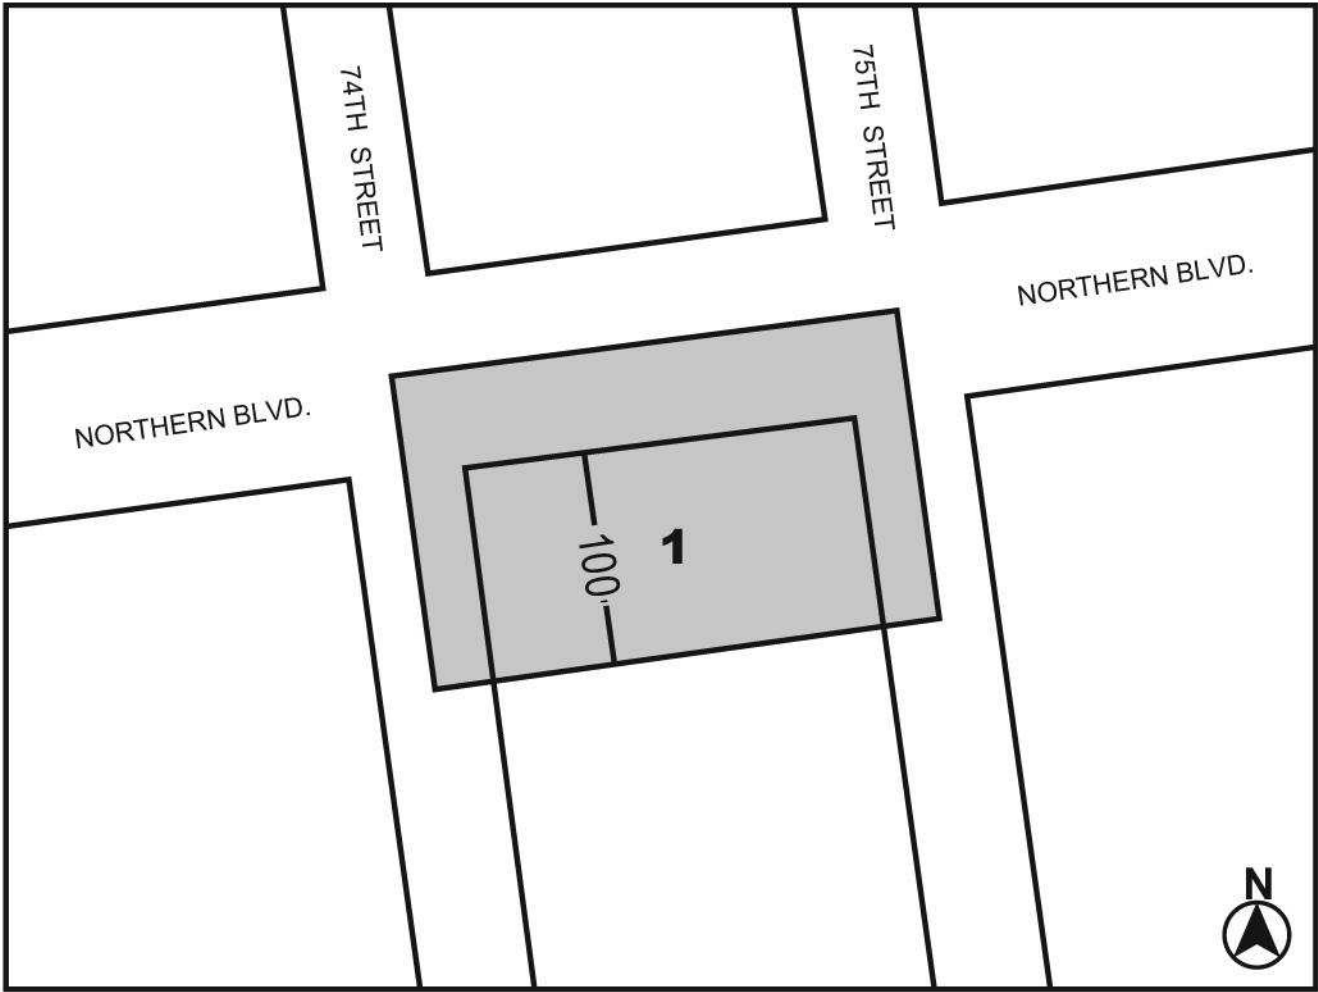 74TH STREET
75TH STREET
NORTHERN BLVD.
NORTHERN BLVD.
100'
1
N